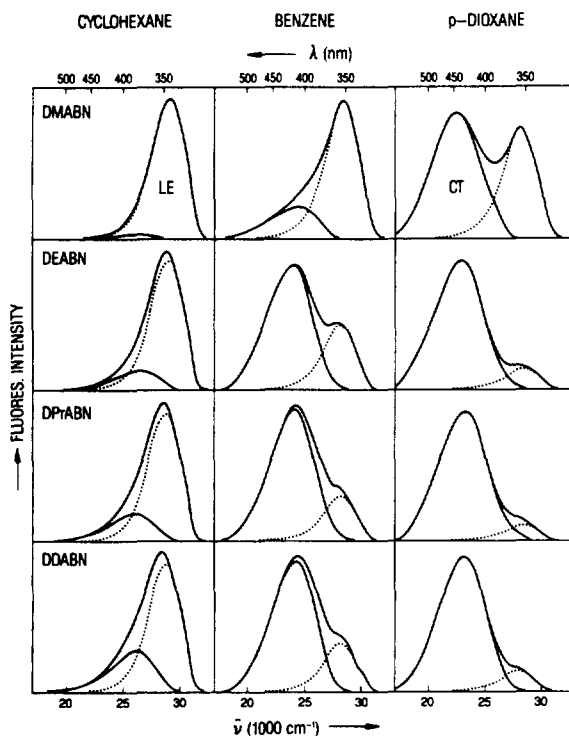 CYCLOHEXANE BENZENE p-DIOXANE
← λ (nm)
500 450 400 350 500 450 400 350 500 450 400 350
DMABN
LE
CT
DEABN
DPrABN
DDABN
→ FLUORES. INTENSITY
20 25 30 20 25 30 20 25 30
ν̄ (1000 cm⁻¹) →